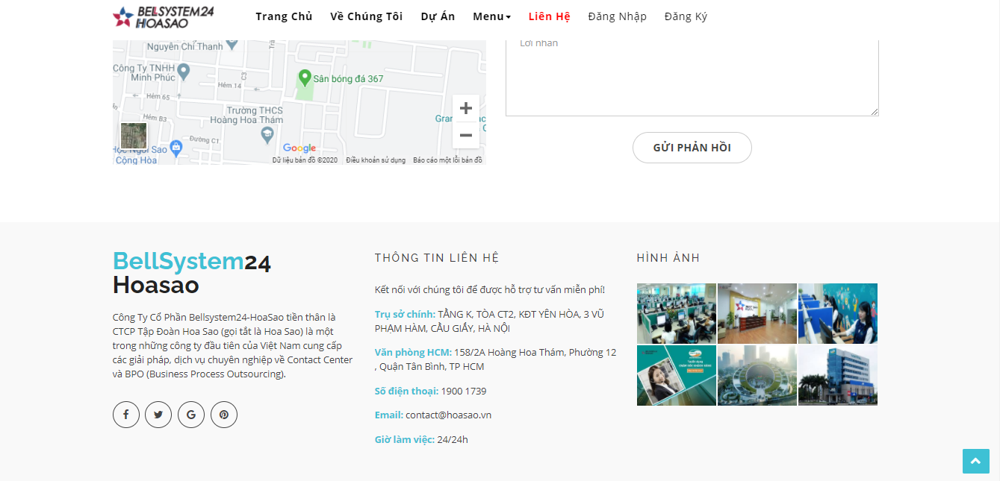 BELLSYSTEM24
HOASAO
Trang Chủ
Về Chúng Tôi
Dự Án
Menu
Liên Hệ
Đăng Nhập
Đăng Ký
Nguyễn Chí Thanh
Công Ty TNHH
Minh Phúc
C3
Hẻm 14
Sân bóng đá 367
Hẻm 65
Hẻm B3
Trường THCS
Hoàng Hoa Thám
Đường C1
Sao
Cộng Hòa
Google
Dữ liệu bản đồ ©2020
Điều khoản sử dụng
Báo cáo một lỗi bản đồ
Lời nhắn
GỬI PHẢN HỒI
BellSystem24
Hoasao
Công Ty Cổ Phần Bellsystem24-HoaSao tiền thân là
CTCP Tập Đoàn Hoa Sao (gọi tắt là Hoa Sao) là một
trong những công ty đầu tiên của Việt Nam cung cấp
các giải pháp, dịch vụ chuyên nghiệp về Contact Center
và BPO (Business Process Outsourcing).
THÔNG TIN LIÊN HỆ
Kết nối với chúng tôi để được hỗ trợ tư vấn miễn phí!
Trụ sở chính: TẦNG K, TÒA CT2, KĐT YÊN HÒA, 3 VŨ
PHẠM HÀM, CẦU GIẤY, HÀ NỘI
Văn phòng HCM: 158/2A Hoàng Hoa Thám, Phường 12
, Quận Tân Bình, TP HCM
Số điện thoại: 1900 1739
Email: contact@hoasao.vn
Giờ làm việc: 24/24h
HÌNH ẢNH